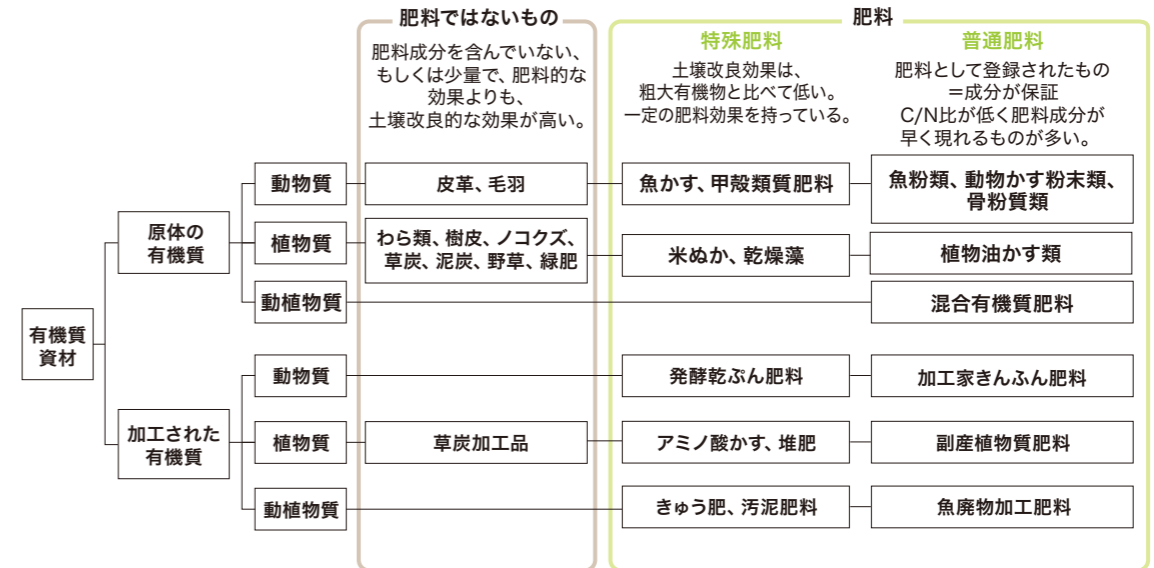 肥料ではないもの
肥料成分を含んでいない、
もしくは少量で、肥料的な
効果よりも、
土壌改良的な効果が高い。
肥料
特殊肥料
土壌改良効果は、
粗大有機物と比べて低い。
一定の肥料効果を持っている。
普通肥料
肥料として登録されたもの
＝成分が保証
C/N比が低く肥料成分が
早く現れるものが多い。
有機質
資材
原体の
有機質
動物質
皮革、毛羽
魚かす、甲殻類質肥料
魚粉類、動物かす粉末類、
骨粉質類
植物質
わら類、樹皮、ノコクズ、
草炭、泥炭、野草、緑肥
米ぬか、乾燥藻
植物油かす類
動植物質
混合有機質肥料
加工された
有機質
動物質
発酵乾ぷん肥料
加工家きんふん肥料
植物質
草炭加工品
アミノ酸かす、堆肥
副産植物質肥料
動植物質
きゅう肥、汚泥肥料
魚廃物加工肥料